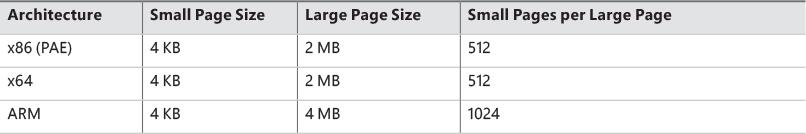 Architecture Small Page Size Large Page Size Small Pages per Large Page
x86 (PAE) 4 KB 2 MB 512
x64 4 KB 2 MB 512
ARM 4 KB 4 MB 1024